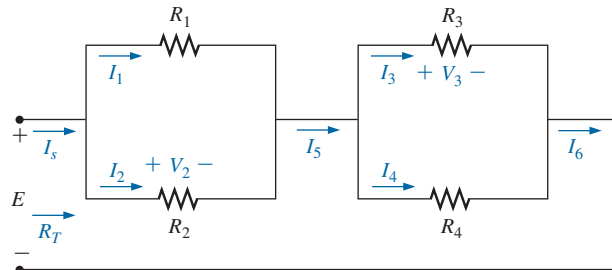 R1 R3
I1 I3 + V3 −
+ Is I5 I6
I2 + V2 − I4
E
RT R2 R4
−